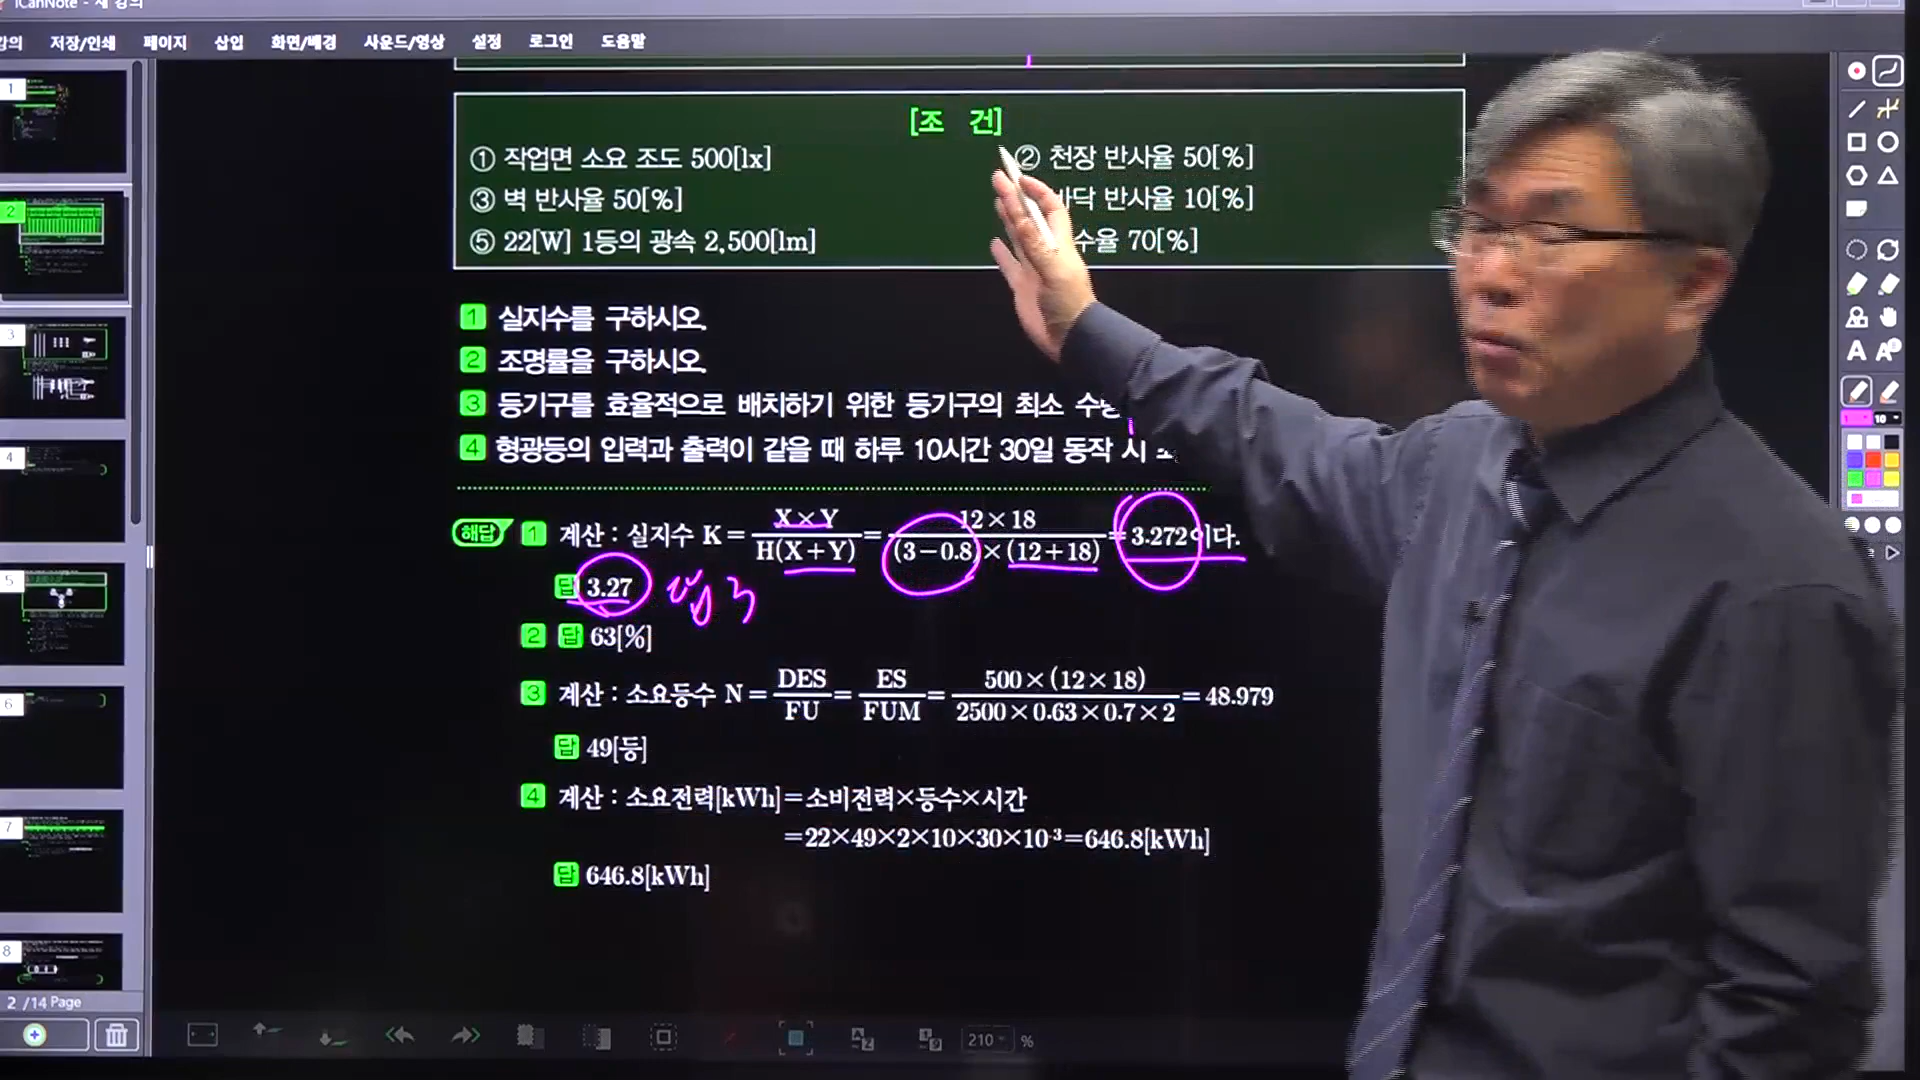 iCanNote - 새 강의
강의 저장/인쇄 페이지 삽입 화면/배경 사운드/영상 설정 로그인 도움말
[조 건]
① 작업면 소요 조도 500[lx] ② 천장 반사율 50[%]
③ 벽 반사율 50[%] 바닥 반사율 10[%]
⑤ 22[W] 1등의 광속 2,500[lm] 수율 70[%]
1 실지수를 구하시오.
2 조명률을 구하시오.
3 등기구를 효율적으로 배치하기 위한 등기구의 최소 수량
4 형광등의 입력과 출력이 같을 때 하루 10시간 30일 동작 시
해답 1 계산 : 실지수 K = X×Y / H(X+Y) = 12×18 / (3−0.8)×(12+18) = 3.272이다.
답 3.27 답
2 답 63[%]
3 계산 : 소요등수 N = DES / FU = ES / FUM = 500×(12×18) / 2500×0.63×0.7×2 = 48.979
답 49[등]
4 계산 : 소요전력[kWh]=소비전력×등수×시간
=22×49×2×10×30×10⁻³=646.8[kWh]
답 646.8[kWh]
1
2
3
4
5
6
7
8
2 /14 Page
210 %
10